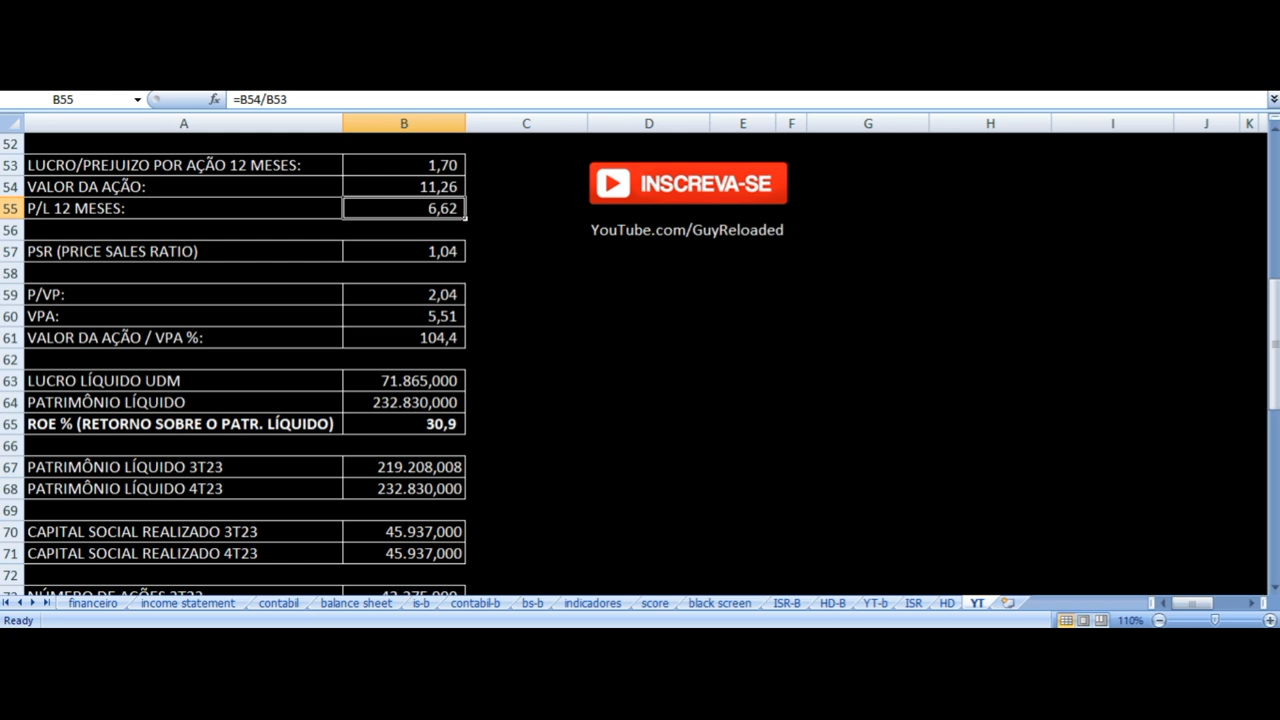 B55 fx =B54/B53
A B C D E F G H I J K
52
53 LUCRO/PREJUIZO POR AÇÃO 12 MESES: 1,70
54 VALOR DA AÇÃO: 11,26
INSCREVA-SE
55 P/L 12 MESES: 6,62
56
YouTube.com/GuyReloaded
57 PSR (PRICE SALES RATIO) 1,04
58
59 P/VP: 2,04
60 VPA: 5,51
61 VALOR DA AÇÃO / VPA %: 104,4
62
63 LUCRO LÍQUIDO UDM 71.865,000
64 PATRIMÔNIO LÍQUIDO 232.830,000
65 ROE % (RETORNO SOBRE O PATR. LÍQUIDO) 30,9
66
67 PATRIMÔNIO LÍQUIDO 3T23 219.208,008
68 PATRIMÔNIO LÍQUIDO 4T23 232.830,000
69
70 CAPITAL SOCIAL REALIZADO 3T23 45.937,000
71 CAPITAL SOCIAL REALIZADO 4T23 45.937,000
72
financeiro income statement contabil balance sheet is-b contabil-b bs-b indicadores score black screen ISR-B HD-B YT-b ISR HD YT
Ready 110%